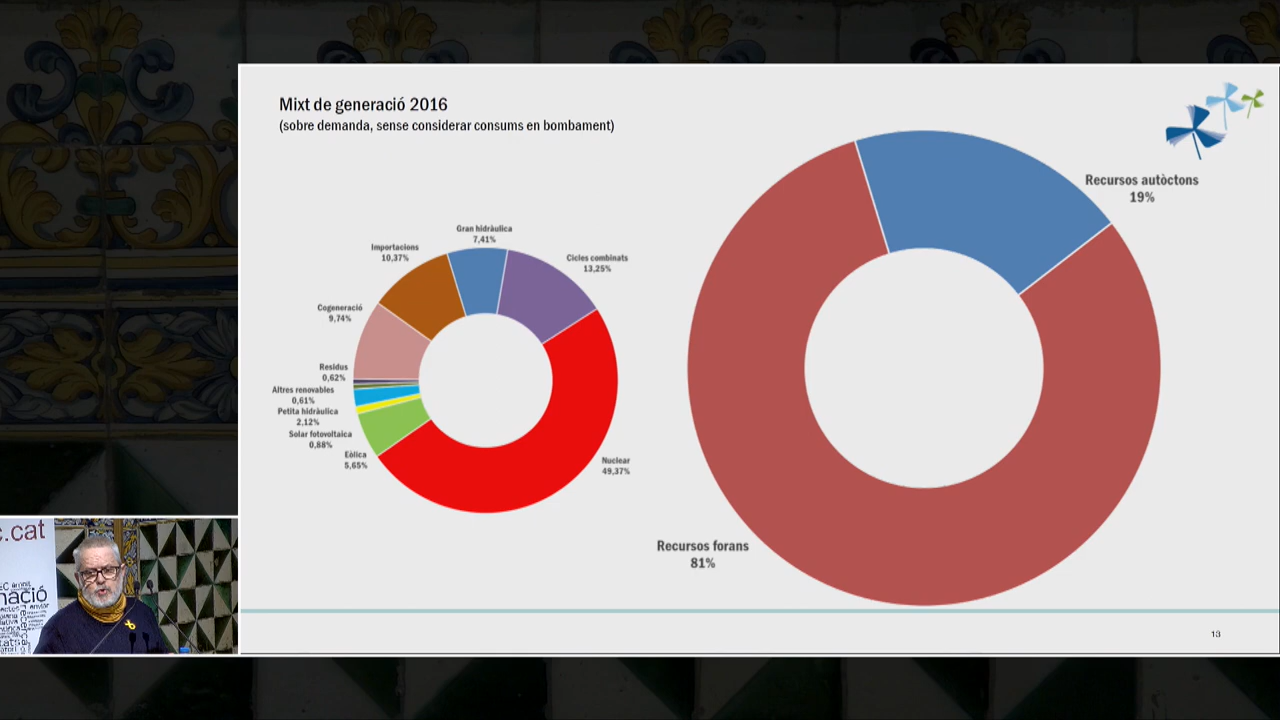 Mixt de generació 2016
(sobre demanda, sense considerar consums en bombament)
Gran hidràulica
7,41%
Importacions
10,37%
Cicles combinats
13,25%
Cogeneració
9,74%
Residus
0,62%
Altres renovables
0,61%
Petita hidràulica
2,12%
Solar fotovoltaica
0,88%
Eòlica
5,65%
Nuclear
49,37%
Recursos autòctons
19%
Recursos forans
81%
13
c.cat